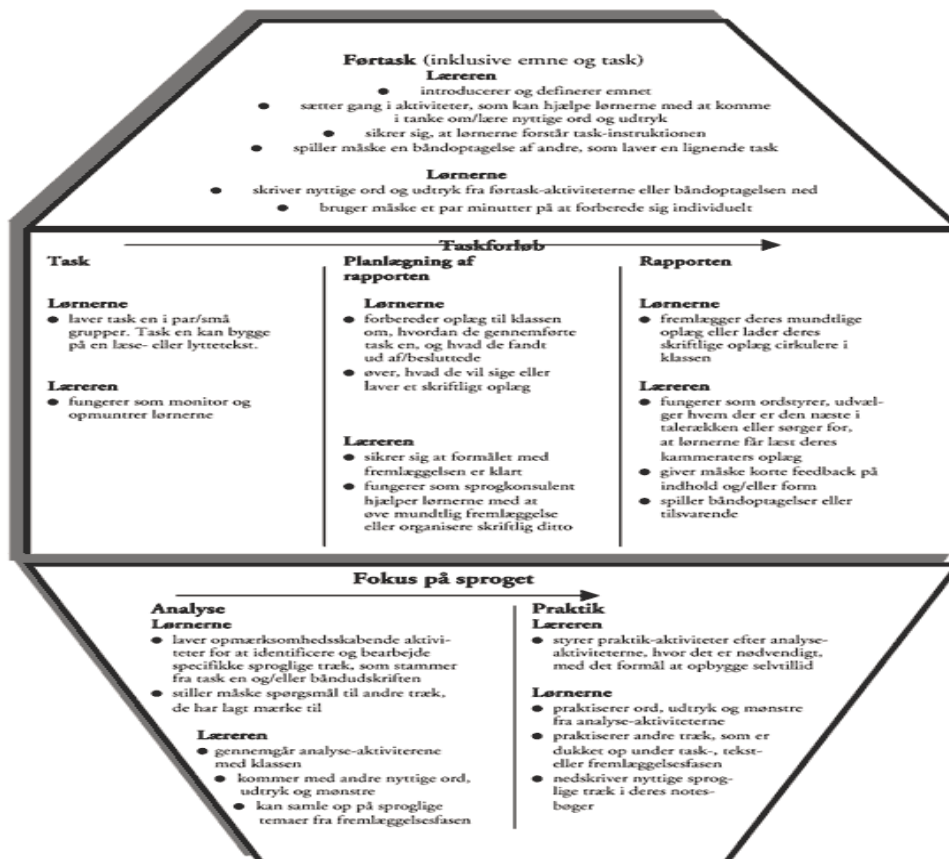 Førtask (inklusive emne og task)
Læreren
● introducerer og definerer emnet
● sætter gang i aktiviteter, som kan hjælpe lørnerne med at komme
i tanke om/lære nyttige ord og udtryk
● sikrer sig, at lørnerne forstår task-instruktionen
● spiller måske en båndoptagelse af andre, som laver en lignende task
Lørnerne
● skriver nyttige ord og udtryk fra førtask-aktiviteterne eller båndoptagelsen ned
● bruger måske et par minutter på at forberede sig individuelt
Taskforløb
Task
Lørnerne
● laver task en i par/små
grupper. Task en kan bygge
på en læse- eller lyttetekst.
Læreren
● fungerer som monitor og
opmuntrer lørnerne
Planlægning af
rapporten
Lørnerne
● forbereder oplæg til klassen
om, hvordan de gennemførte
task en, og hvad de fandt
ud af/besluttede
● øver, hvad de vil sige eller
laver et skriftligt oplæg
Læreren
● sikrer sig at formålet med
fremlæggelsen er klart
● fungerer som sprogkonsulent
hjælper lørnerne med at
øve mundtlig fremlæggelse
eller organisere skriftlig ditto
Rapporten
Lørnerne
● fremlægger deres mundtlige
oplæg eller lader deres
skriftlige oplæg cirkulere i
klassen
Læreren
● fungerer som ordstyrer, udvæl-
ger hvem der er den næste i
talerækken eller sørger for,
at lørnerne får læst deres
kammeraters oplæg
● giver måske korte feedback på
indhold og/eller form
● spiller båndoptagelser eller
tilsvarende
Fokus på sproget
Analyse
Lørnerne
● laver opmærksomhedsskabende aktivi-
teter for at identificere og bearbejde
specifikke sproglige træk, som stammer
fra task en og/eller båndudskriften
● stiller måske spørgsmål til andre træk,
de har lagt mærke til
Læreren
● gennemgår analyse-aktiviterene
med klassen
● kommer med andre nyttige ord,
udtryk og mønstre
● kan samle op på sproglige
temaer fra fremlæggelsesfasen
Praktik
Læreren
● styrer praktik-aktiviteter efter analyse-
aktiviteterne, hvor det er nødvendigt,
med det formål at opbygge selvtillid
Lørnerne
● praktiserer ord, udtryk og mønstre
fra analyse-aktiviteterne
● praktiserer andre træk, som er
dukket op under task-, tekst-
eller fremlæggelsesfasen
● nedskriver nyttige sprog-
lige træk i deres notes-
bøger